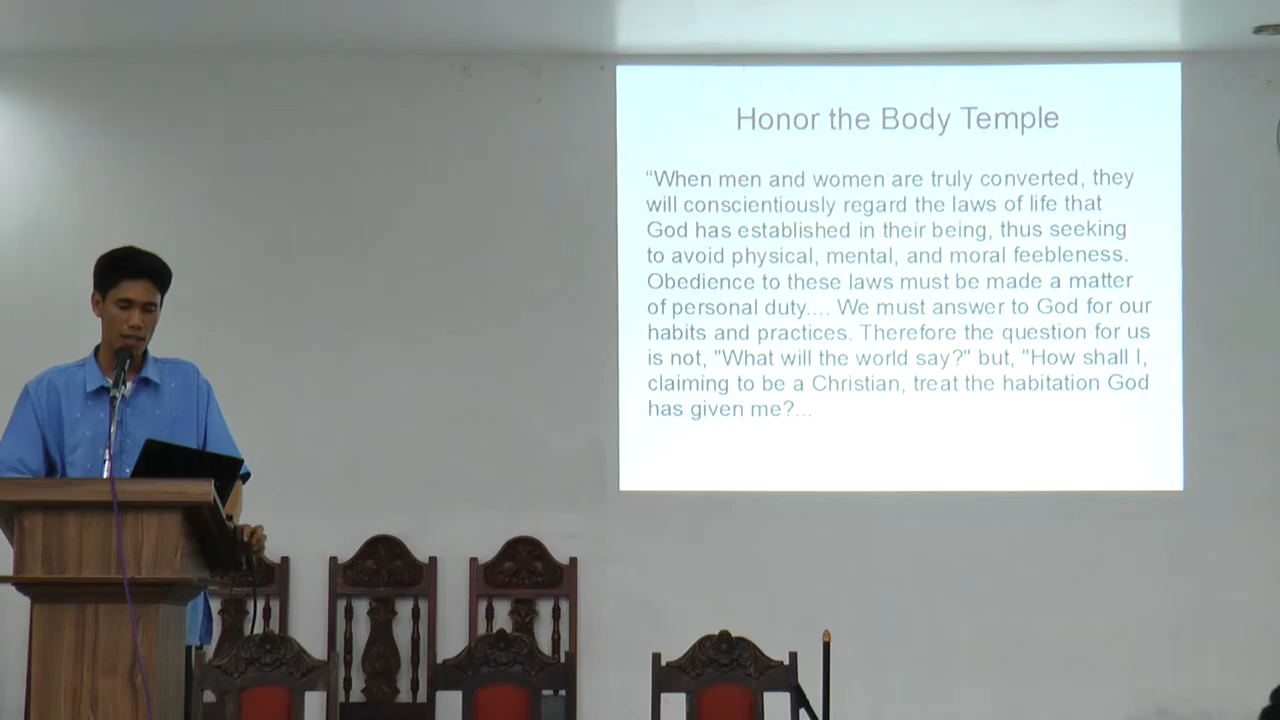 Honor the Body Temple
“When men and women are truly converted, they
will conscientiously regard the laws of life that
God has established in their being, thus seeking
to avoid physical, mental, and moral feebleness.
Obedience to these laws must be made a matter
of personal duty.... We must answer to God for our
habits and practices. Therefore the question for us
is not, "What will the world say?" but, "How shall I,
claiming to be a Christian, treat the habitation God
has given me?...